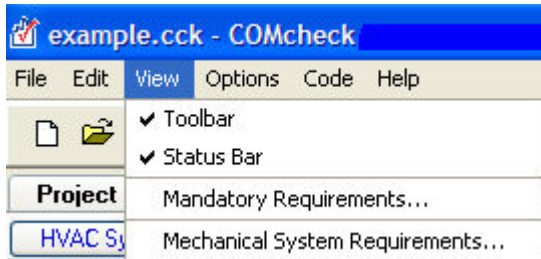 example.cck - COMcheck
File Edit View Options Code Help
Toolbar
Status Bar
Project
Mandatory Requirements...
HVAC Sy
Mechanical System Requirements...